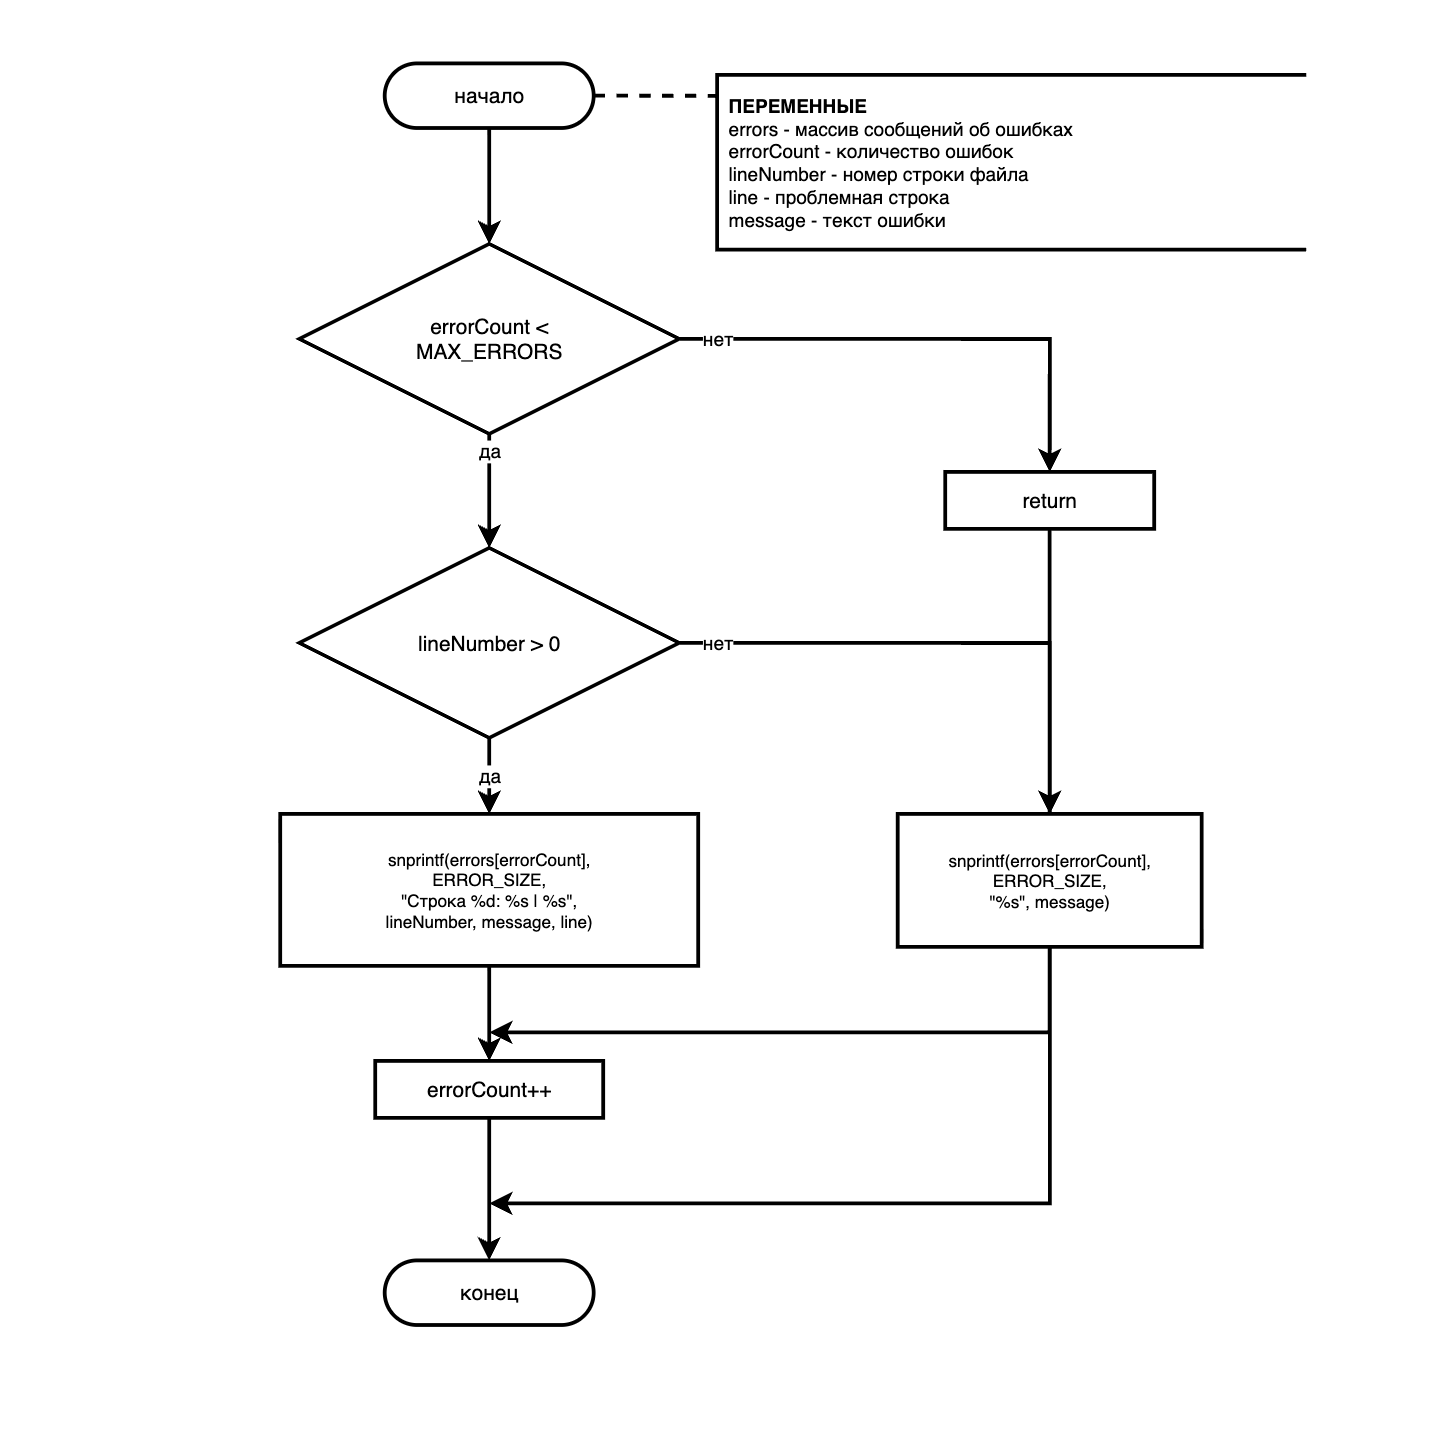 начало
ПЕРЕМЕННЫЕ
errors - массив сообщений об ошибках
errorCount - количество ошибок
lineNumber - номер строки файла
line - проблемная строка
message - текст ошибки
errorCount <
MAX_ERRORS
нет
да
return
lineNumber > 0
нет
да
snprintf(errors[errorCount],
ERROR_SIZE,
"Строка %d: %s | %s",
lineNumber, message, line)
snprintf(errors[errorCount],
ERROR_SIZE,
"%s", message)
errorCount++
конец